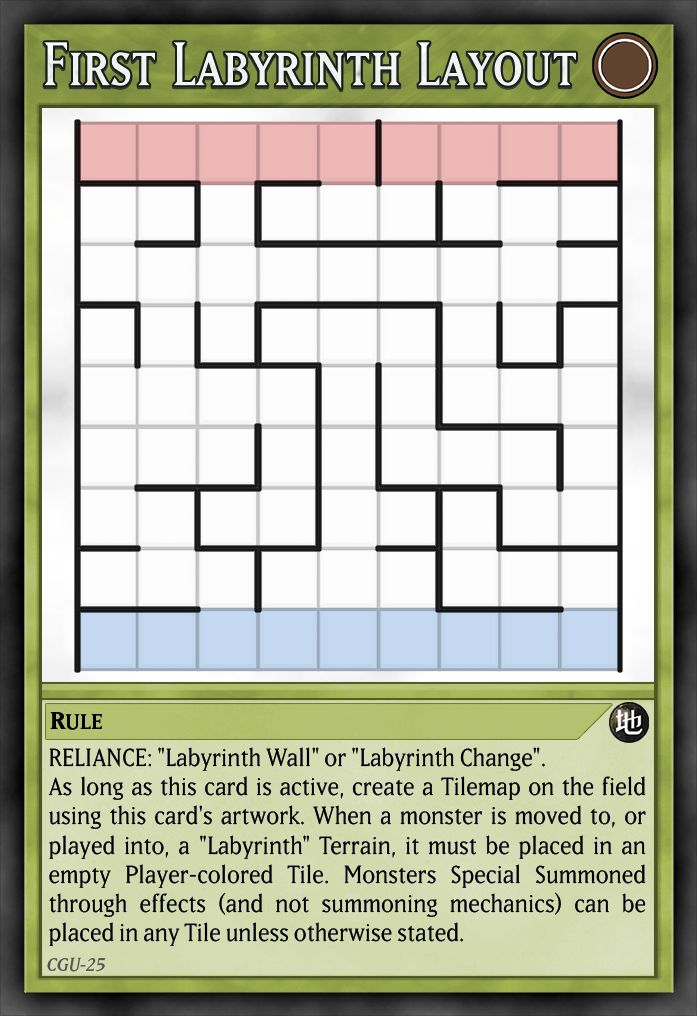 First Labyrinth Layout
Rule
RELIANCE: "Labyrinth Wall" or "Labyrinth Change".
As long as this card is active, create a Tilemap on the field
using this card's artwork. When a monster is moved to, or
played into, a "Labyrinth" Terrain, it must be placed in an
empty Player-colored Tile. Monsters Special Summoned
through effects (and not summoning mechanics) can be
placed in any Tile unless otherwise stated.
CGU-25